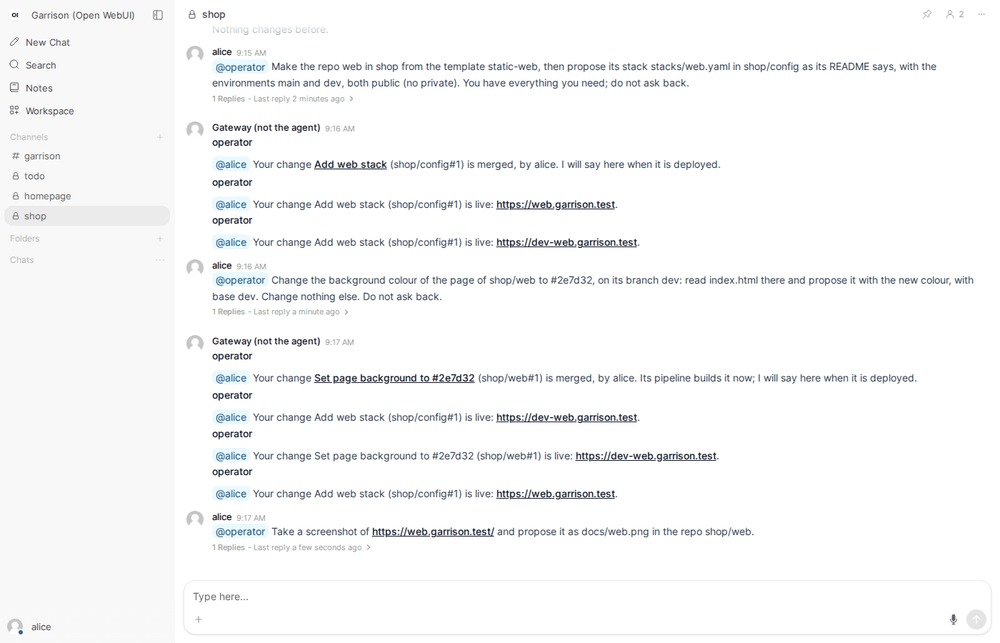 OI Garrison (Open WebUI)
New Chat
Search
Notes
Workspace
Channels
garrison
todo
homepage
shop
Folders
Chats
alice
shop
2
Nothing changes before.
alice 9:15 AM
@operator Make the repo web in shop from the template static-web, then propose its stack stacks/web.yaml in shop/config as its README says, with the
environments main and dev, both public (no private). You have everything you need; do not ask back.
1 Replies - Last reply 2 minutes ago
Gateway (not the agent) 9:16 AM
operator
@alice Your change Add web stack (shop/config#1) is merged, by alice. I will say here when it is deployed.
operator
@alice Your change Add web stack (shop/config#1) is live: https://web.garrison.test.
operator
@alice Your change Add web stack (shop/config#1) is live: https://dev-web.garrison.test.
alice 9:16 AM
@operator Change the background colour of the page of shop/web to #2e7d32, on its branch dev: read index.html there and propose it with the new colour, with
base dev. Change nothing else. Do not ask back.
1 Replies - Last reply a minute ago
Gateway (not the agent) 9:17 AM
operator
@alice Your change Set page background to #2e7d32 (shop/web#1) is merged, by alice. Its pipeline builds it now; I will say here when it is deployed.
operator
@alice Your change Add web stack (shop/config#1) is live: https://dev-web.garrison.test.
operator
@alice Your change Set page background to #2e7d32 (shop/web#1) is live: https://dev-web.garrison.test.
operator
@alice Your change Add web stack (shop/config#1) is live: https://web.garrison.test.
alice 9:17 AM
@operator Take a screenshot of https://web.garrison.test/ and propose it as docs/web.png in the repo shop/web.
1 Replies - Last reply a few seconds ago
Type here...